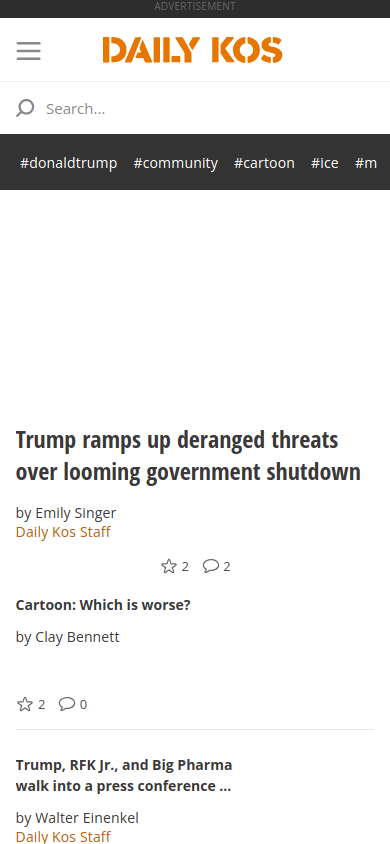 ADVERTISEMENT
DAILY KOS
Search...
#donaldtrump #community #cartoon #ice #m
Trump ramps up deranged threats
over looming government shutdown
by Emily Singer
Daily Kos Staff
2 2
Cartoon: Which is worse?
by Clay Bennett
2 0
Trump, RFK Jr., and Big Pharma
walk into a press conference ...
by Walter Einenkel
Daily Kos Staff